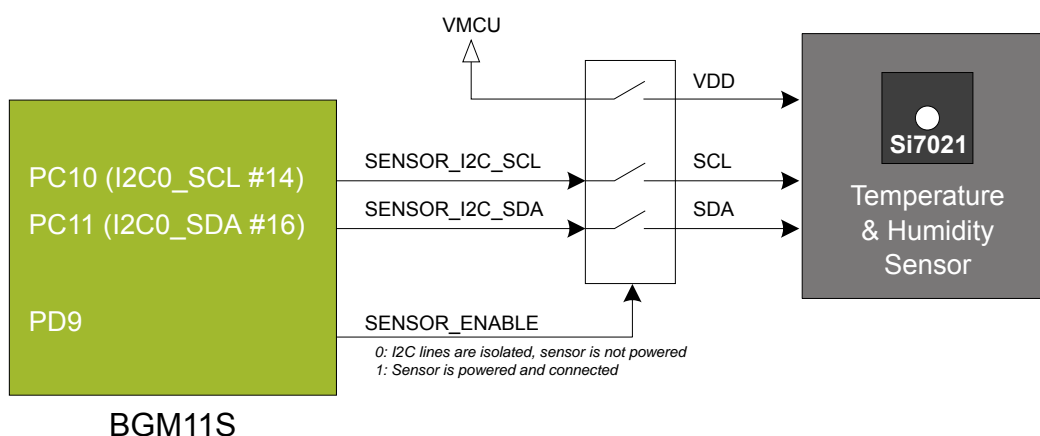 VMCU
VDD
Si7021
PC10 (I2C0_SCL #14)
SENSOR_I2C_SCL
SCL
PC11 (I2C0_SDA #16)
SENSOR_I2C_SDA
SDA
Temperature
& Humidity
Sensor
PD9
SENSOR_ENABLE
0: I2C lines are isolated, sensor is not powered
1: Sensor is powered and connected
BGM11S